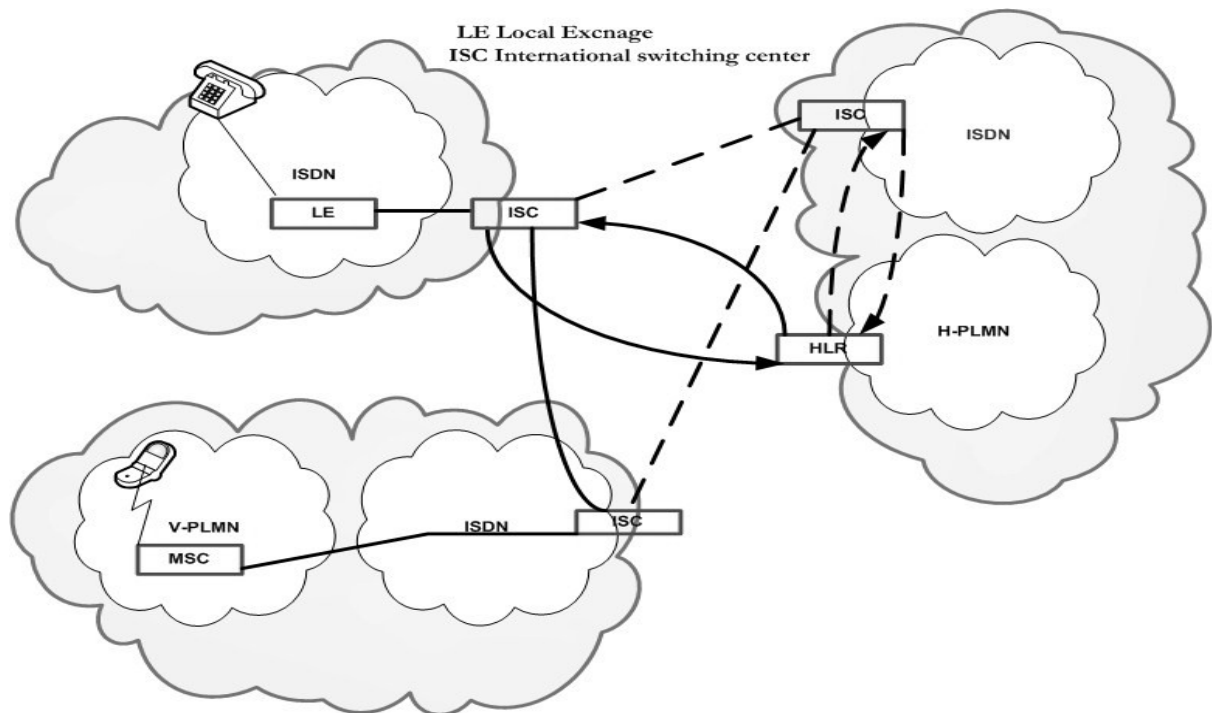 LE Local Excnage
ISC International switching center
ISC
ISDN
ISDN
LE
ISC
H-PLMN
HLR
V-PLMN
ISDN
ISC
MSC